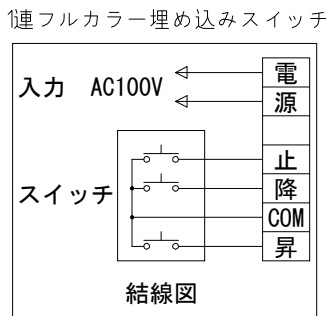 1連フルカラー埋め込みスイッチ
入力 AC100V
電
源
スイッチ
止
降
COM
昇
結線図